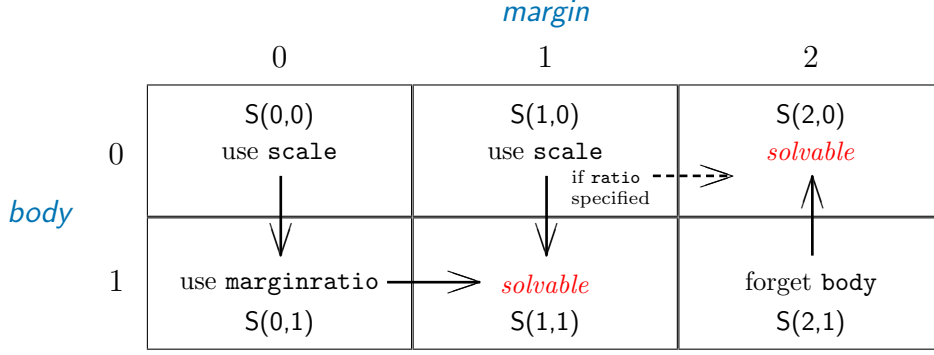 margin
0 1 2
S(0,0) S(1,0) S(2,0)
0 use scale use scale solvable
if ratio
specified
body
1 use marginratio solvable forget body
S(0,1) S(1,1) S(2,1)